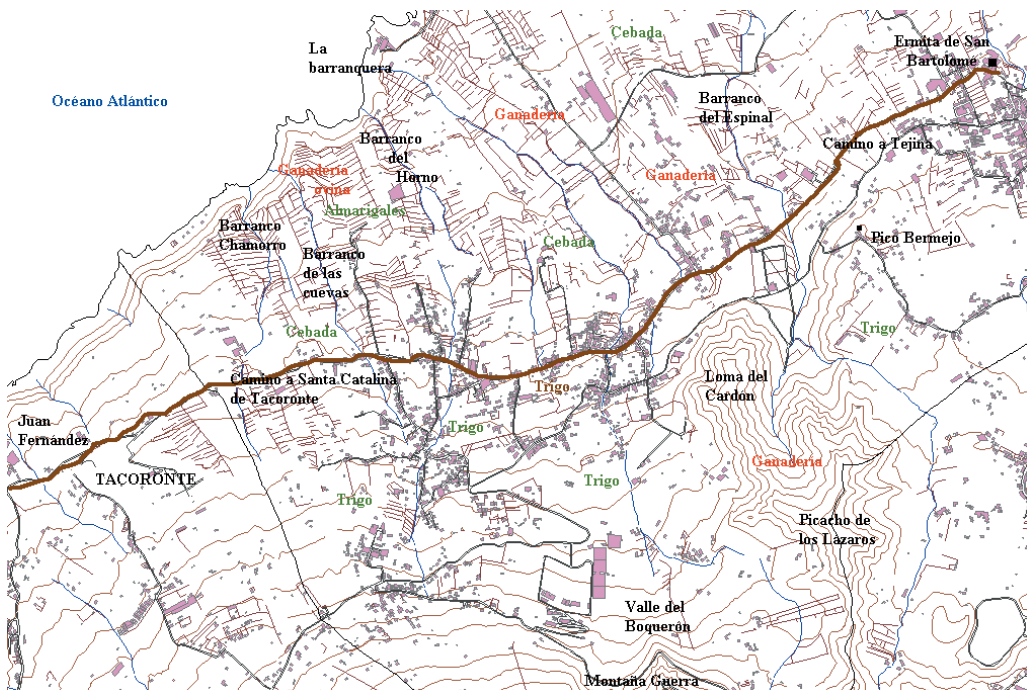 Cebada
Ermita de San
Bartolome
La
barranquera
Océano Atlántico
Barranco
del Espinal
Ganadería
Barranco
del
Horno
Camino a Tejina
Ganadería
ovina
Ganadería
Almarigales
Barranco
Chamorro
Pico Bermejo
Cebada
Barranco
de las
cuevas
Cebada
Trigo
Camino a Santa Catalina
de Tacoronte
Trigo
Loma del
Cardon
Juan
Fernández
Trigo
Ganadería
TACORONTE
Trigo
Trigo
Picacho de
los Lázaros
Valle del
Boquerón
Montaña Guerra